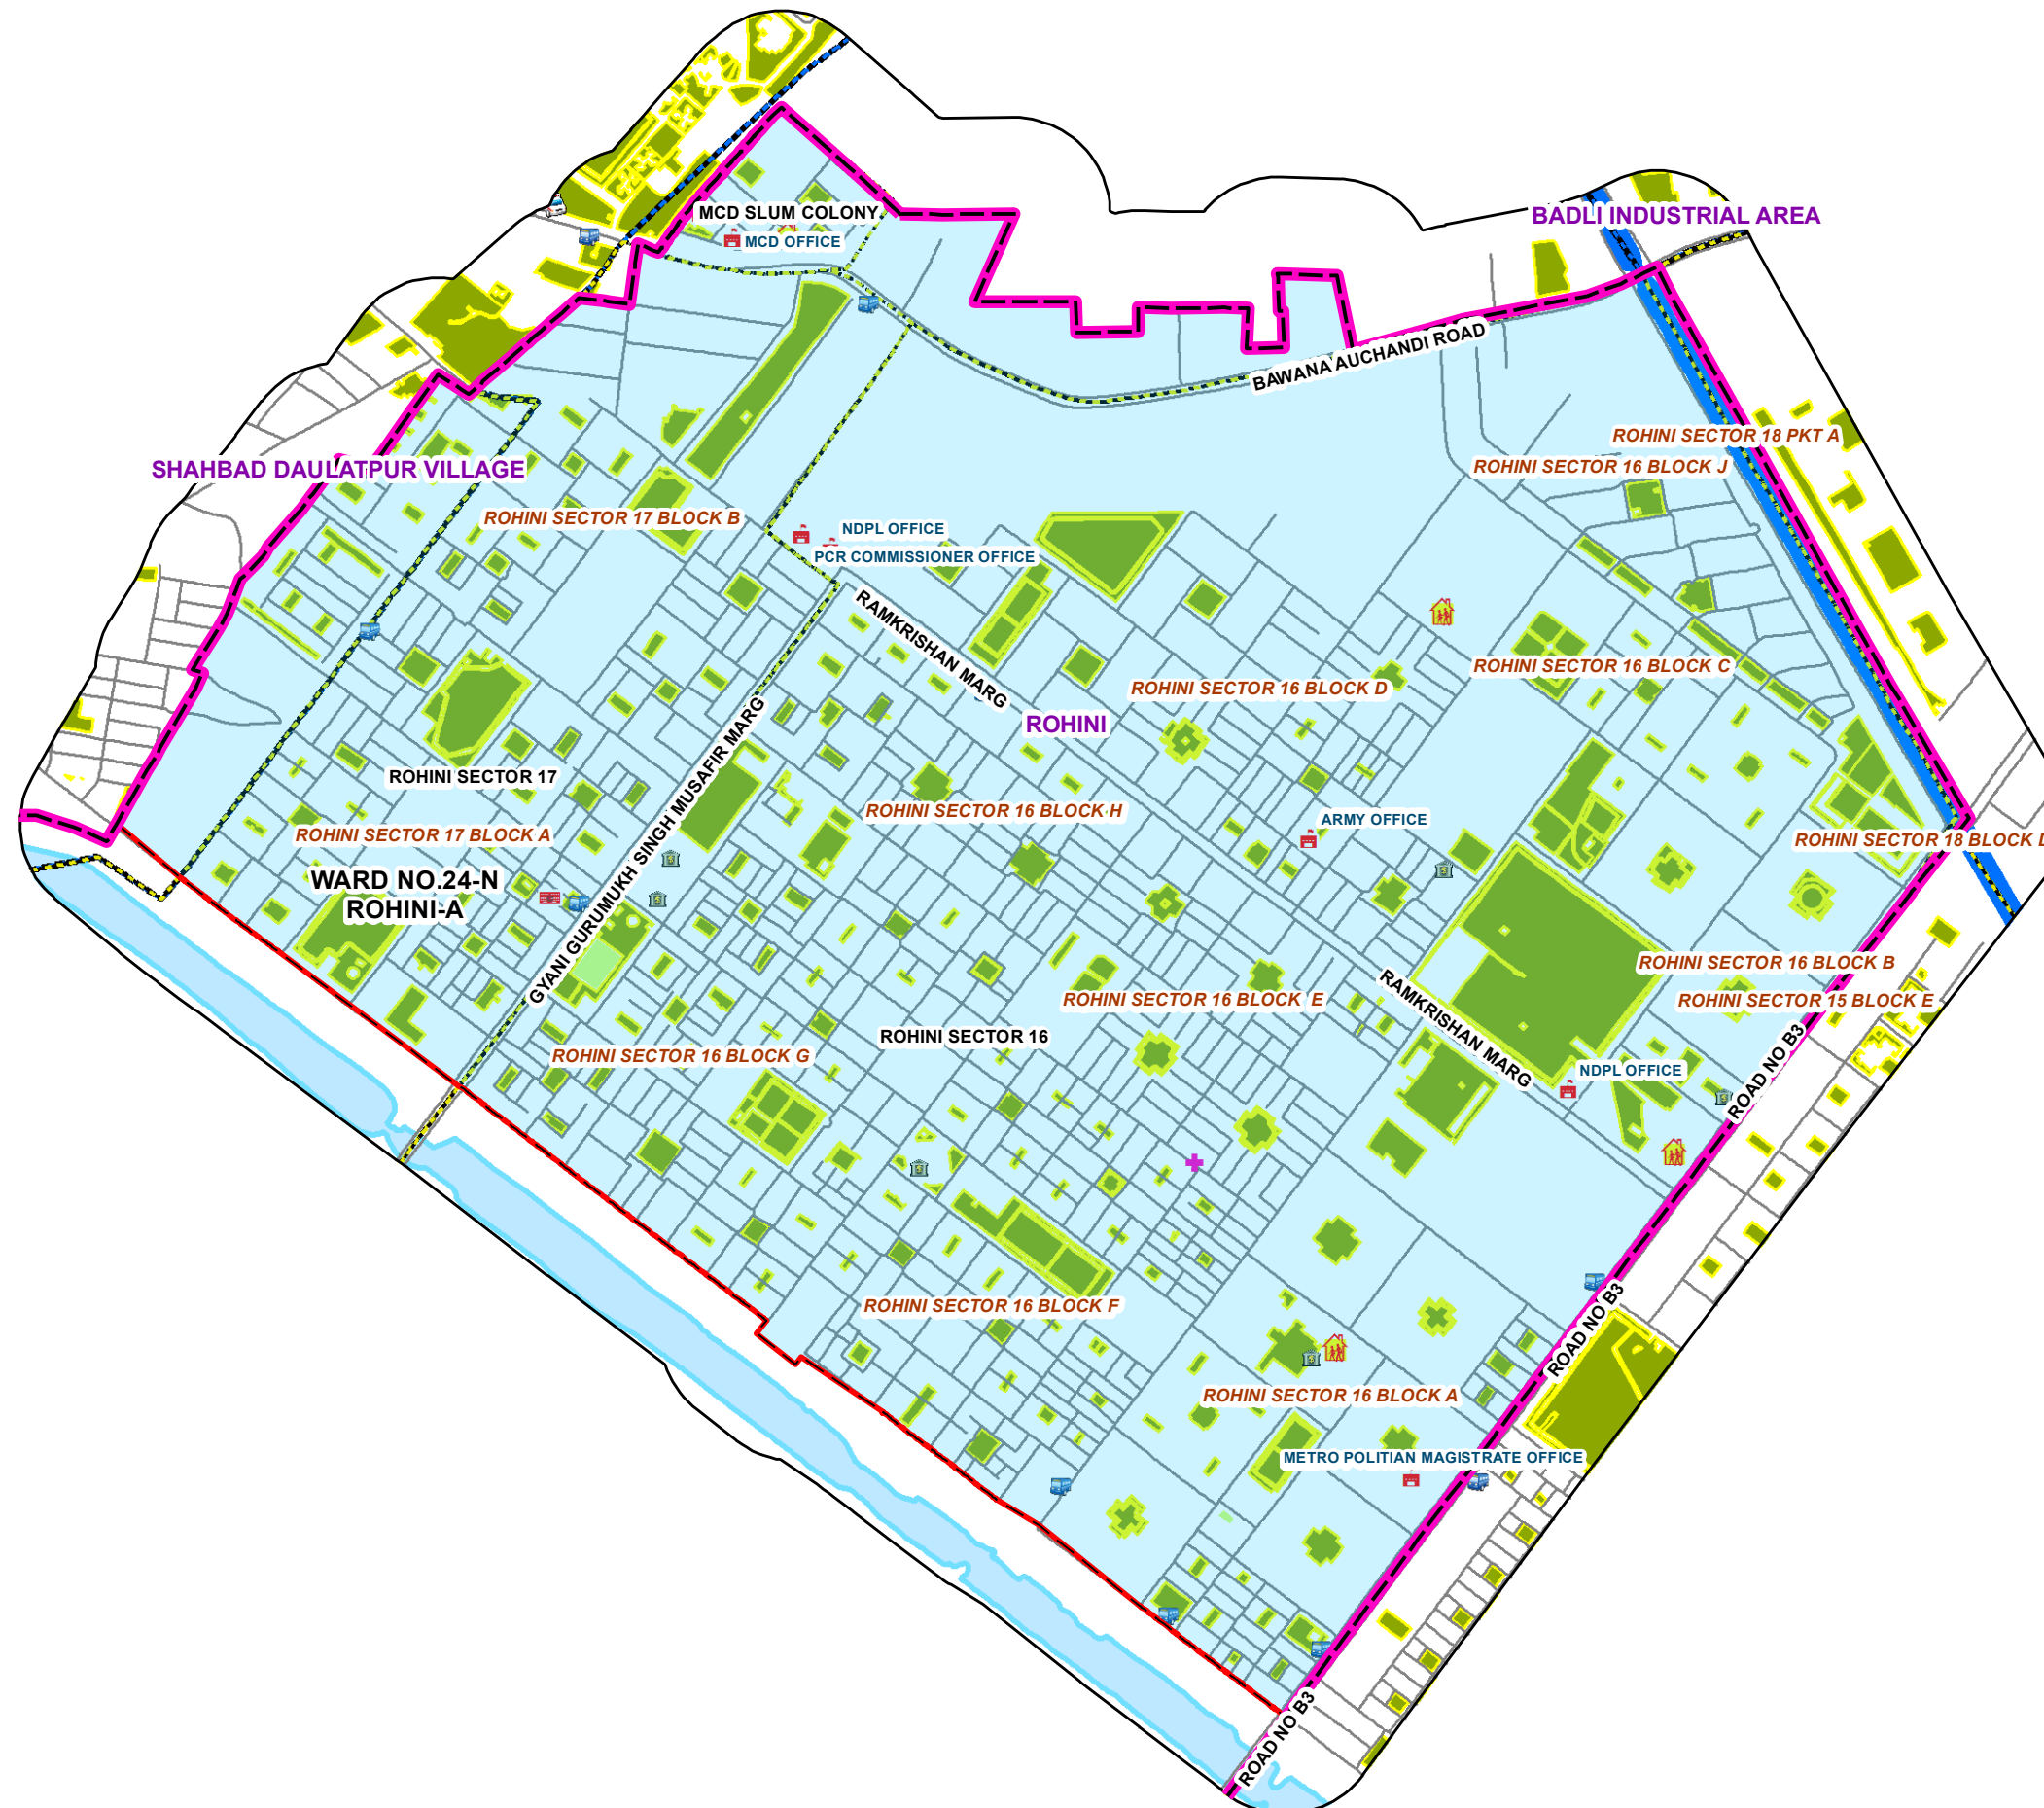 MCD SLUM COLONY
MCD OFFICE
BADLI INDUSTRIAL AREA
BAWANA AUCHANDI ROAD
ROHINI SECTOR 18 PKT A
ROHINI SECTOR 16 BLOCK J
SHAHBAD DAULATPUR VILLAGE
ROHINI SECTOR 17 BLOCK B
NDPL OFFICE
PCR COMMISSIONER OFFICE
RAMKRISHAN MARG
ROHINI SECTOR 16 BLOCK C
ROHINI SECTOR 16 BLOCK D
ROHINI
ROHINI SECTOR 17
GYANI GURUMUKH SINGH MUSAFIR MARG
ROHINI SECTOR 16 BLOCK H
ARMY OFFICE
ROHINI SECTOR 17 BLOCK A
ROHINI SECTOR 18 BLOCK
WARD NO.24-N
ROHINI-A
ROHINI SECTOR 16 BLOCK B
ROHINI SECTOR 16 BLOCK E
ROHINI SECTOR 15 BLOCK E
RAMKRISHAN MARG
ROHINI SECTOR 16
ROHINI SECTOR 16 BLOCK G
NDPL OFFICE
ROAD NO B3
ROHINI SECTOR 16 BLOCK F
ROAD NO B3
ROHINI SECTOR 16 BLOCK A
METRO POLITIAN MAGISTRATE OFFICE
ROAD NO B3